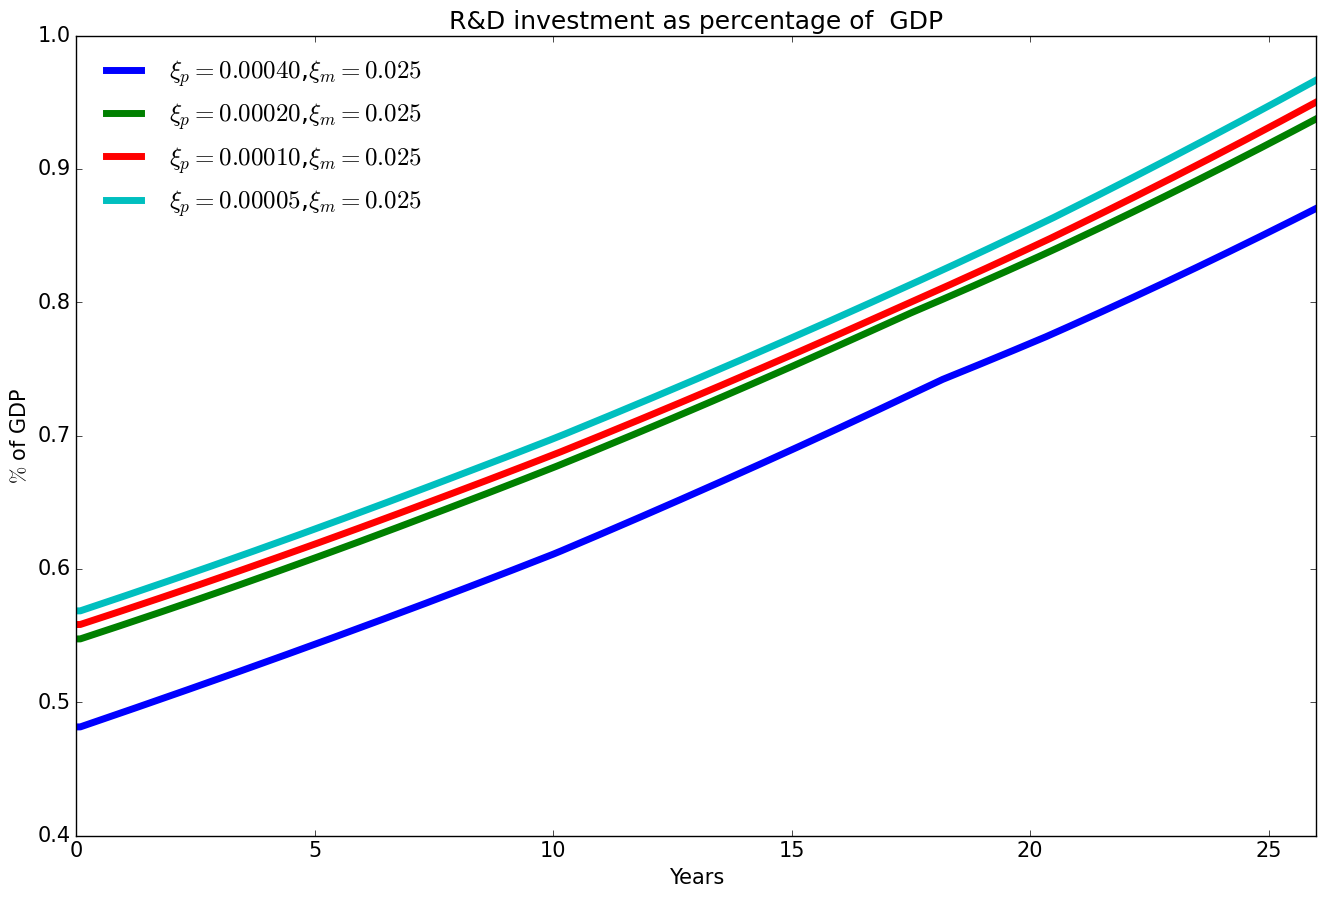 R&D investment as percentage of  GDP
ξp = 0.00040,ξm = 0.025
ξp = 0.00020,ξm = 0.025
ξp = 0.00010,ξm = 0.025
ξp = 0.00005,ξm = 0.025
1.0
0.9
0.8
0.7
0.6
0.5
0.4
% of GDP
0 5 10 15 20 25
Years